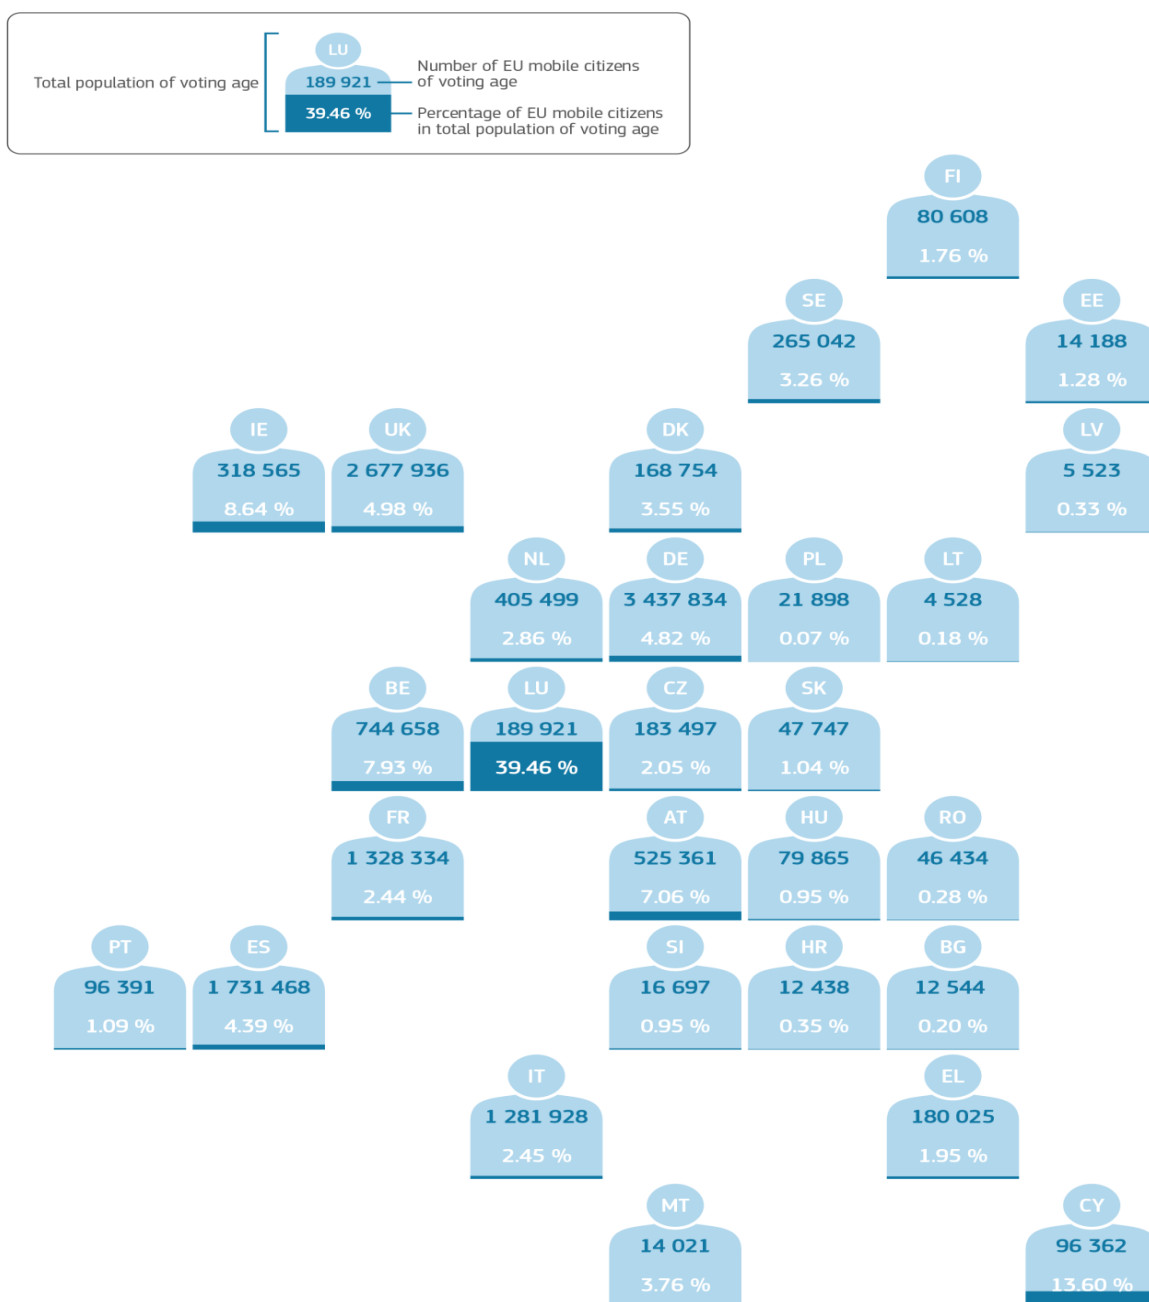 LU
Total population of voting age
189 921
Number of EU mobile citizens
of voting age
39.46 %
Percentage of EU mobile citizens
in total population of voting age
FI
80 608
1.76 %
SE
265 042
3.26 %
EE
14 188
1.28 %
IE
318 565
8.64 %
UK
2 677 936
4.98 %
DK
168 754
3.55 %
LV
5 523
0.33 %
NL
405 499
2.86 %
DE
3 437 834
4.82 %
PL
21 898
0.07 %
LT
4 528
0.18 %
BE
744 658
7.93 %
LU
189 921
39.46 %
CZ
183 497
2.05 %
SK
47 747
1.04 %
FR
1 328 334
2.44 %
AT
525 361
7.06 %
HU
79 865
0.95 %
RO
46 434
0.28 %
PT
96 391
1.09 %
ES
1 731 468
4.39 %
SI
16 697
0.95 %
HR
12 438
0.35 %
BG
12 544
0.20 %
IT
1 281 928
2.45 %
EL
180 025
1.95 %
MT
14 021
3.76 %
CY
96 362
13.60 %